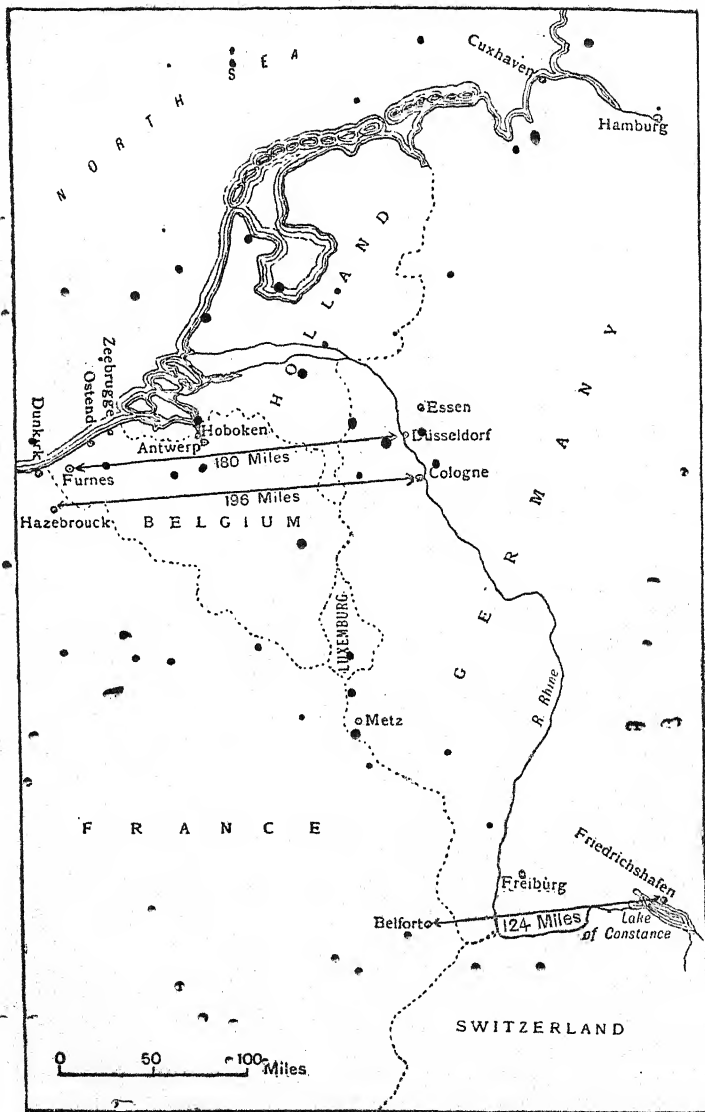 Cuxhaven
Hamburg
NORTH SEA
HOLLAND
Zeebrugge
Ostend
Dunkirk
Essen
Hoboken
Düsseldorf
Antwerp
180 Miles
Furnes
Cologne
196 Miles
Hazebrouck
BELGIUM
GERMANY
LUXEMBURG
R. Rhine
Metz
FRANCE
Friedrichshafen
Freiburg
Belfort
124 Miles
Lake
of Constance
SWITZERLAND
0 50 100 Miles